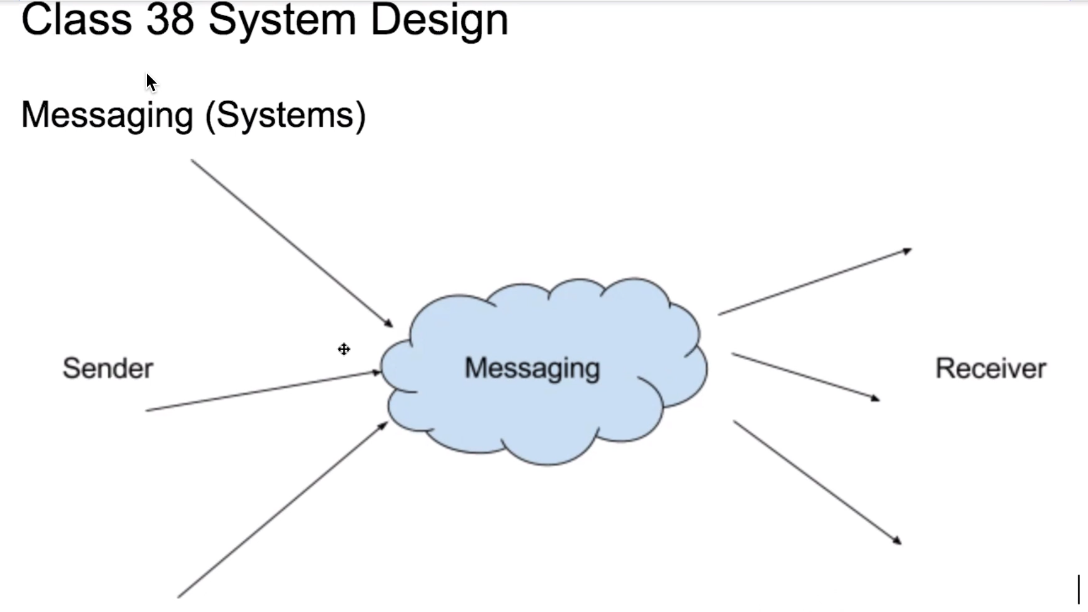 Class 38 System Design
Messaging (Systems)
Sender
Messaging
Receiver